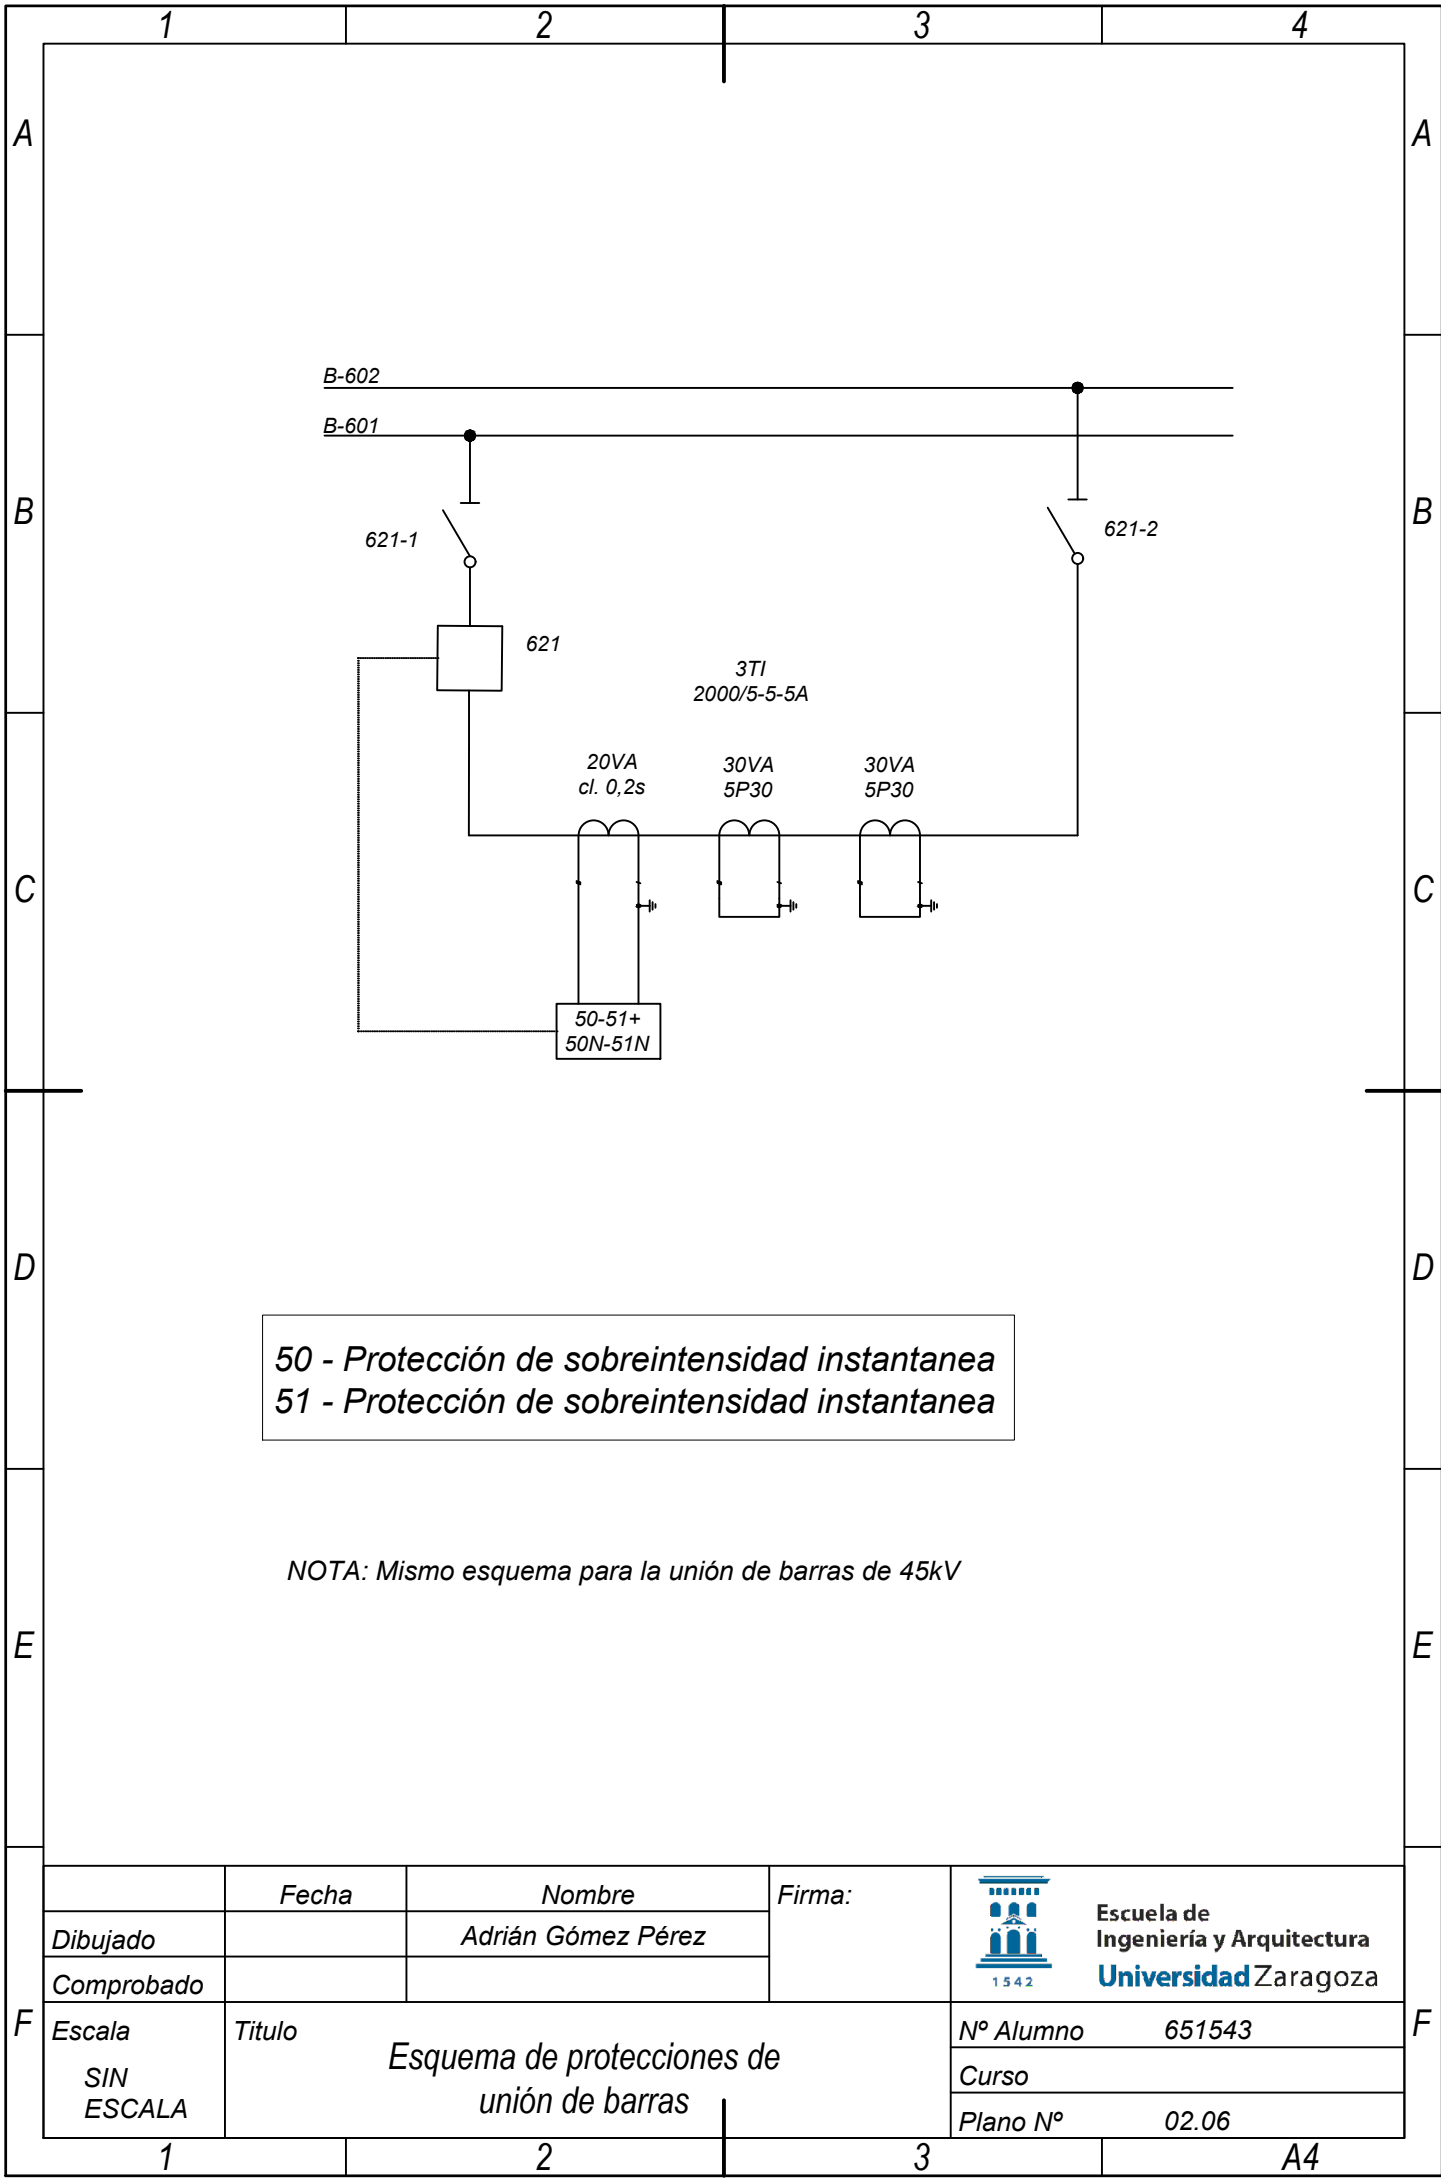 1 2 3 4
A A
B-602
B-601
B B
621-1
621-2
621
3TI
2000/5-5-5A
20VA 30VA 30VA
cl. 0,2s 5P30 5P30
C C
50-51+
50N-51N
D D
50 - Protección de sobreintensidad instantanea
51 - Protección de sobreintensidad instantanea
NOTA: Mismo esquema para la unión de barras de 45kV
E E
Fecha Nombre Firma:
Dibujado Adrián Gómez Pérez
Comprobado
Escuela de
Ingeniería y Arquitectura
Universidad Zaragoza
1542
F F
Escala
SIN
ESCALA
Titulo
Esquema de protecciones de
unión de barras
Nº Alumno 651543
Curso
Plano Nº 02.06
1 2 3 A4